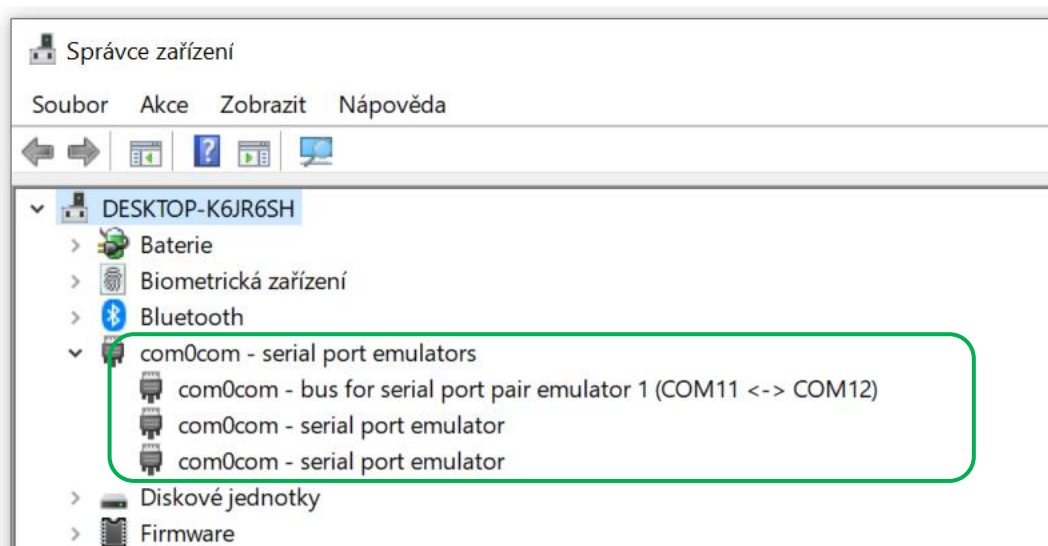 Správce zařízení
Soubor Akce Zobrazit Nápověda
DESKTOP-K6JR6SH
Baterie
Biometrická zařízení
Bluetooth
com0com - serial port emulators
com0com - bus for serial port pair emulator 1 (COM11 <-> COM12)
com0com - serial port emulator
com0com - serial port emulator
Diskové jednotky
Firmware